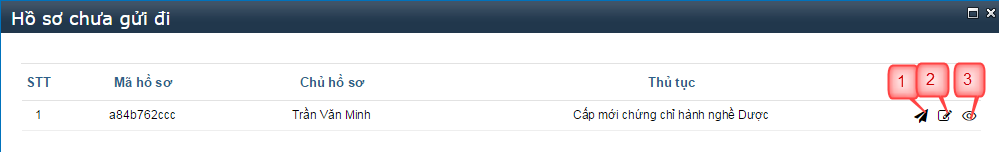 Hồ sơ chưa gửi đi
STT Mã hồ sơ Chủ hồ sơ Thủ tục
1 2 3
1 a84b762ccc Trần Văn Minh Cấp mới chứng chỉ hành nghề Dược